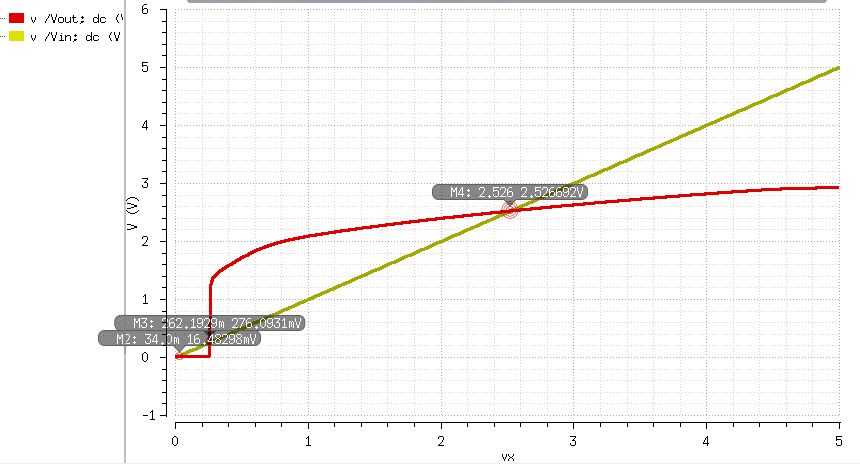 v /Vout; dc (V
v /Vin; dc (V
6
5
4
3
2
1
0
-1
V (V)
M4: 2.526 2.526692V
M3: 262.1929m 276.0931mV
M2: 34.0m 16.48298mV
0 1 2 3 4 5
vx